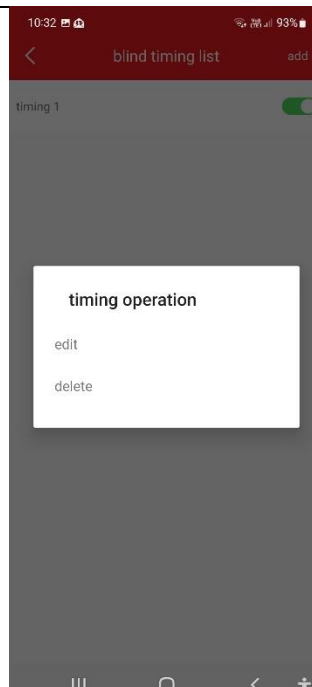 10:32 93%
blind timing list add
timing 1
timing operation
edit
delete